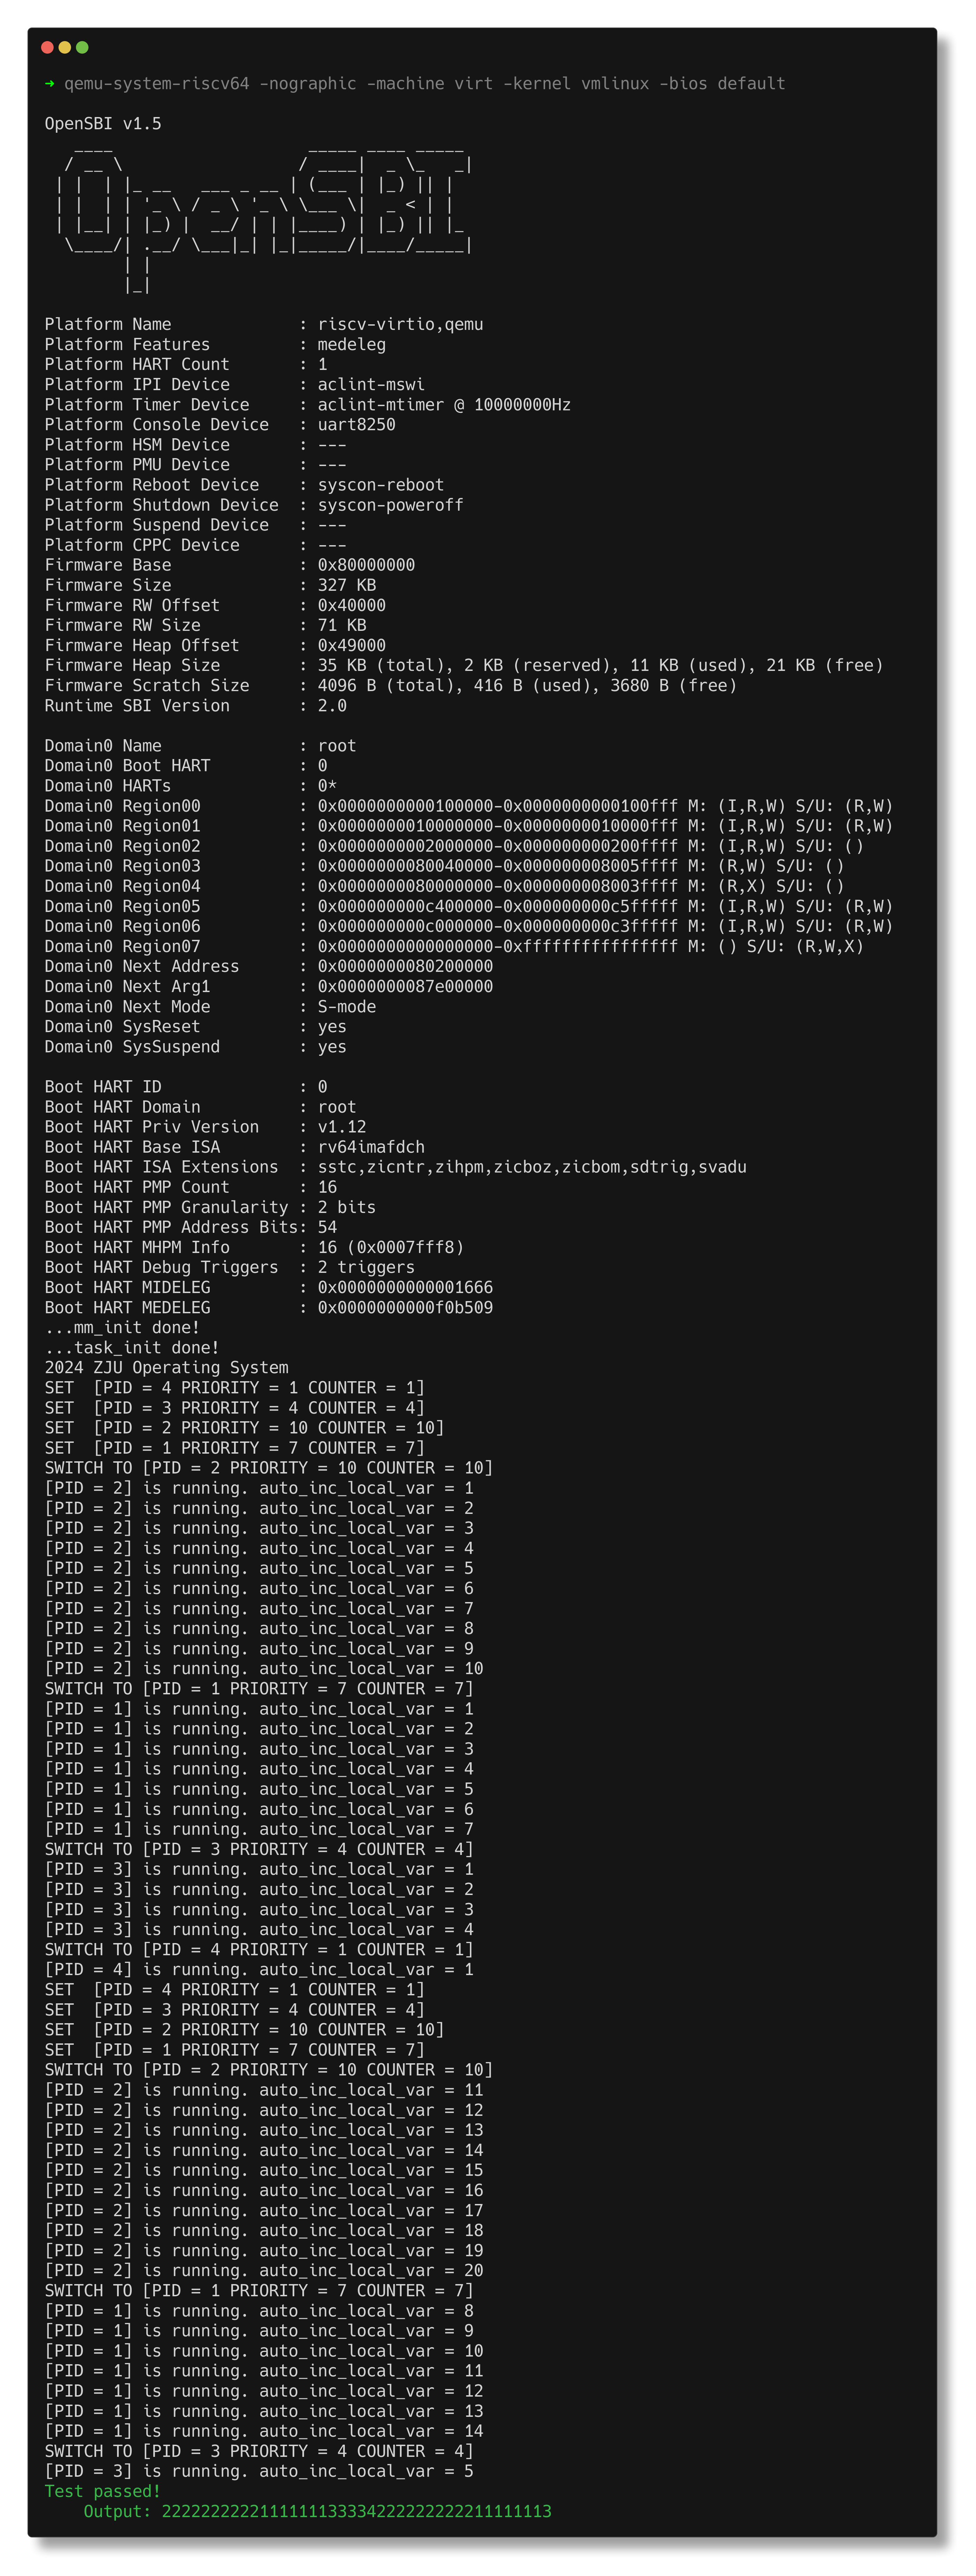 ➜ qemu-system-riscv64 -nographic -machine virt -kernel vmlinux -bios default

OpenSBI v1.5
   ____                    _____ ____ _____
  / __ \                  / ____|  _ \_   _|
 | |  | |_ __   ___ _ __ | (___ | |_) || |
 | |  | | '_ \ / _ \ '_ \ \___ \|  _ < | |
 | |__| | |_) |  __/ | | |____) | |_) || |_
  \____/| .__/ \___|_| |_|_____/|____/_____|
        | |
        |_|

Platform Name             : riscv-virtio,qemu
Platform Features         : medeleg
Platform HART Count       : 1
Platform IPI Device       : aclint-mswi
Platform Timer Device     : aclint-mtimer @ 10000000Hz
Platform Console Device   : uart8250
Platform HSM Device       : ---
Platform PMU Device       : ---
Platform Reboot Device    : syscon-reboot
Platform Shutdown Device  : syscon-poweroff
Platform Suspend Device   : ---
Platform CPPC Device      : ---
Firmware Base             : 0x80000000
Firmware Size             : 327 KB
Firmware RW Offset        : 0x40000
Firmware RW Size          : 71 KB
Firmware Heap Offset      : 0x49000
Firmware Heap Size        : 35 KB (total), 2 KB (reserved), 11 KB (used), 21 KB (free)
Firmware Scratch Size     : 4096 B (total), 416 B (used), 3680 B (free)
Runtime SBI Version       : 2.0

Domain0 Name              : root
Domain0 Boot HART         : 0
Domain0 HARTs             : 0*
Domain0 Region00          : 0x0000000000100000-0x0000000000100fff M: (I,R,W) S/U: (R,W)
Domain0 Region01          : 0x0000000010000000-0x0000000010000fff M: (I,R,W) S/U: (R,W)
Domain0 Region02          : 0x0000000002000000-0x000000000200ffff M: (I,R,W) S/U: ()
Domain0 Region03          : 0x0000000080040000-0x000000008005ffff M: (R,W) S/U: ()
Domain0 Region04          : 0x0000000080000000-0x000000008003ffff M: (R,X) S/U: ()
Domain0 Region05          : 0x000000000c400000-0x000000000c5fffff M: (I,R,W) S/U: (R,W)
Domain0 Region06          : 0x000000000c000000-0x000000000c3fffff M: (I,R,W) S/U: (R,W)
Domain0 Region07          : 0x0000000000000000-0xffffffffffffffff M: () S/U: (R,W,X)
Domain0 Next Address      : 0x0000000080200000
Domain0 Next Arg1         : 0x0000000087e00000
Domain0 Next Mode         : S-mode
Domain0 SysReset          : yes
Domain0 SysSuspend        : yes

Boot HART ID              : 0
Boot HART Domain          : root
Boot HART Priv Version    : v1.12
Boot HART Base ISA        : rv64imafdch
Boot HART ISA Extensions  : sstc,zicntr,zihpm,zicboz,zicbom,sdtrig,svadu
Boot HART PMP Count       : 16
Boot HART PMP Granularity : 2 bits
Boot HART PMP Address Bits: 54
Boot HART MHPM Info       : 16 (0x0007fff8)
Boot HART Debug Triggers  : 2 triggers
Boot HART MIDELEG         : 0x0000000000001666
Boot HART MEDELEG         : 0x0000000000f0b509
...mm_init done!
...task_init done!
2024 ZJU Operating System
SET  [PID = 4 PRIORITY = 1 COUNTER = 1]
SET  [PID = 3 PRIORITY = 4 COUNTER = 4]
SET  [PID = 2 PRIORITY = 10 COUNTER = 10]
SET  [PID = 1 PRIORITY = 7 COUNTER = 7]
SWITCH TO [PID = 2 PRIORITY = 10 COUNTER = 10]
[PID = 2] is running. auto_inc_local_var = 1
[PID = 2] is running. auto_inc_local_var = 2
[PID = 2] is running. auto_inc_local_var = 3
[PID = 2] is running. auto_inc_local_var = 4
[PID = 2] is running. auto_inc_local_var = 5
[PID = 2] is running. auto_inc_local_var = 6
[PID = 2] is running. auto_inc_local_var = 7
[PID = 2] is running. auto_inc_local_var = 8
[PID = 2] is running. auto_inc_local_var = 9
[PID = 2] is running. auto_inc_local_var = 10
SWITCH TO [PID = 1 PRIORITY = 7 COUNTER = 7]
[PID = 1] is running. auto_inc_local_var = 1
[PID = 1] is running. auto_inc_local_var = 2
[PID = 1] is running. auto_inc_local_var = 3
[PID = 1] is running. auto_inc_local_var = 4
[PID = 1] is running. auto_inc_local_var = 5
[PID = 1] is running. auto_inc_local_var = 6
[PID = 1] is running. auto_inc_local_var = 7
SWITCH TO [PID = 3 PRIORITY = 4 COUNTER = 4]
[PID = 3] is running. auto_inc_local_var = 1
[PID = 3] is running. auto_inc_local_var = 2
[PID = 3] is running. auto_inc_local_var = 3
[PID = 3] is running. auto_inc_local_var = 4
SWITCH TO [PID = 4 PRIORITY = 1 COUNTER = 1]
[PID = 4] is running. auto_inc_local_var = 1
SET  [PID = 4 PRIORITY = 1 COUNTER = 1]
SET  [PID = 3 PRIORITY = 4 COUNTER = 4]
SET  [PID = 2 PRIORITY = 10 COUNTER = 10]
SET  [PID = 1 PRIORITY = 7 COUNTER = 7]
SWITCH TO [PID = 2 PRIORITY = 10 COUNTER = 10]
[PID = 2] is running. auto_inc_local_var = 11
[PID = 2] is running. auto_inc_local_var = 12
[PID = 2] is running. auto_inc_local_var = 13
[PID = 2] is running. auto_inc_local_var = 14
[PID = 2] is running. auto_inc_local_var = 15
[PID = 2] is running. auto_inc_local_var = 16
[PID = 2] is running. auto_inc_local_var = 17
[PID = 2] is running. auto_inc_local_var = 18
[PID = 2] is running. auto_inc_local_var = 19
[PID = 2] is running. auto_inc_local_var = 20
SWITCH TO [PID = 1 PRIORITY = 7 COUNTER = 7]
[PID = 1] is running. auto_inc_local_var = 8
[PID = 1] is running. auto_inc_local_var = 9
[PID = 1] is running. auto_inc_local_var = 10
[PID = 1] is running. auto_inc_local_var = 11
[PID = 1] is running. auto_inc_local_var = 12
[PID = 1] is running. auto_inc_local_var = 13
[PID = 1] is running. auto_inc_local_var = 14
SWITCH TO [PID = 3 PRIORITY = 4 COUNTER = 4]
[PID = 3] is running. auto_inc_local_var = 5
Test passed!
    Output: 2222222222111111133334222222222211111113